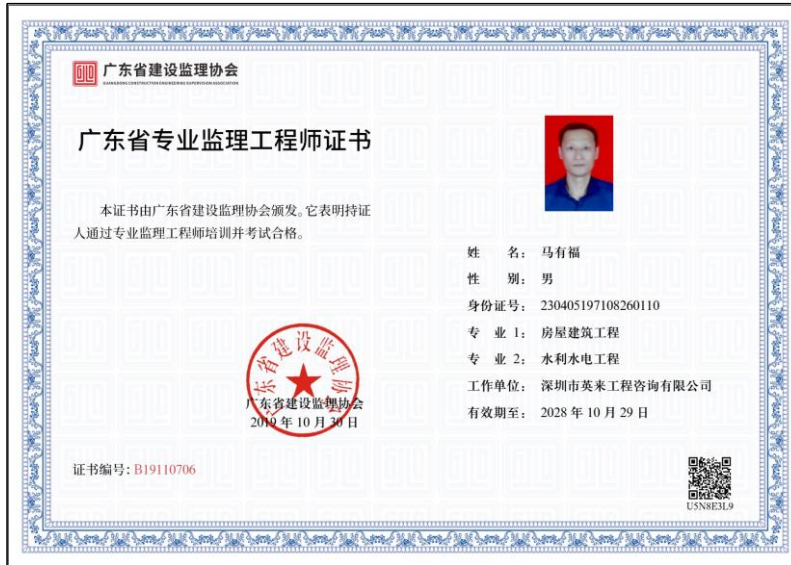 广东省建设监理协会
GUANGDONG CONSTRUCTION ENGINEERING SUPERVISION ASSOCIATION
广东省专业监理工程师证书
本证书由广东省建设监理协会颁发。它表明持证
人通过专业监理工程师培训并考试合格。
姓 名： 马有福
性 别： 男
身份证号： 230405197108260110
专 业 1： 房屋建筑工程
专 业 2： 水利水电工程
工作单位： 深圳市英来工程咨询有限公司
有效期至： 2028 年 10 月 29 日
广东省建设监理协会
广东省建设监理协会
2019 年 10 月 30 日
证书编号：B19110706
U5N8E3L9